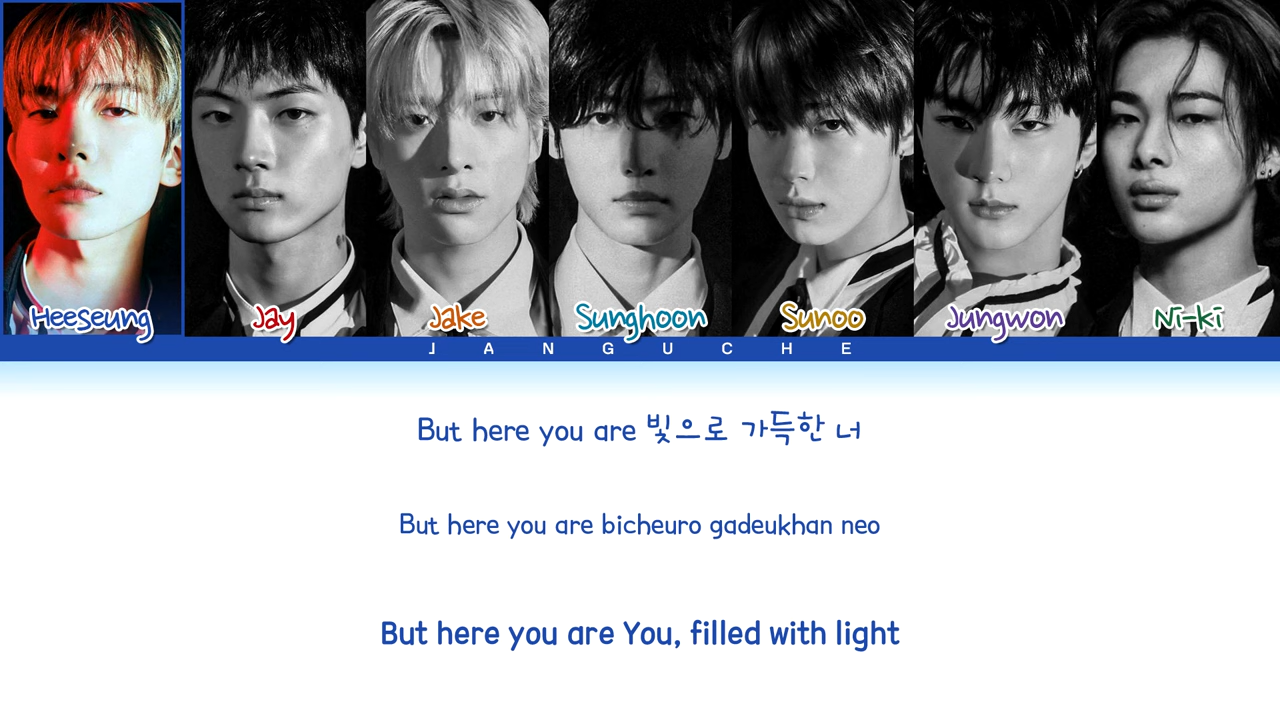 Heeseung Jay Jake Sunghoon Sunoo Jungwon Ni-ki
JANGUCHE
But here you are 빛으로 가득한 너
But here you are bicheuro gadeukhan neo
But here you are You, filled with light